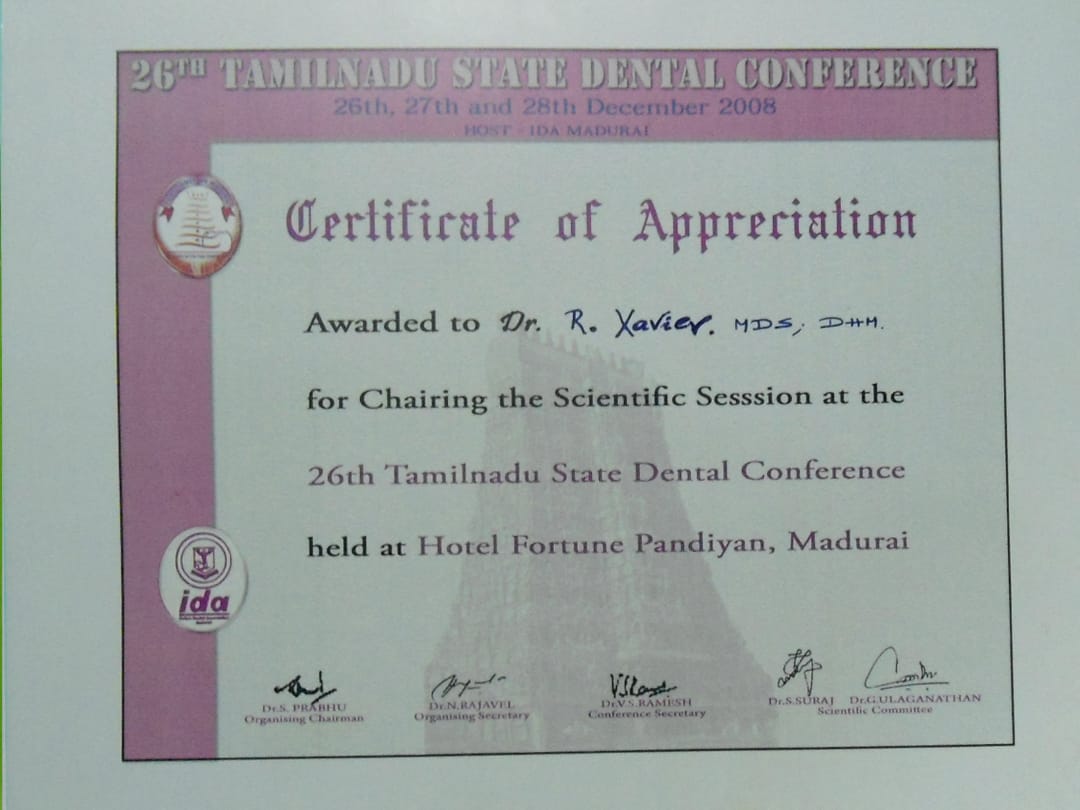 26TH TAMILNADU STATE DENTAL CONFERENCE
26th, 27th and 28th December 2008
HOST - IDA MADURAI
Certificate of Appreciation
Awarded to Dr. R. Xavier. MDS, DHM.
for Chairing the Scientific Sesssion at the
26th Tamilnadu State Dental Conference
held at Hotel Fortune Pandiyan, Madurai
ida
Dr.S. PRABHU
Organising Chairman
Dr.N.RAJAVEL
Organising Secretary
Dr.V.S.RAMESH
Conference Secretary
Dr.S.SURAJ Dr.G.ULAGANATHAN
Scientific Committee